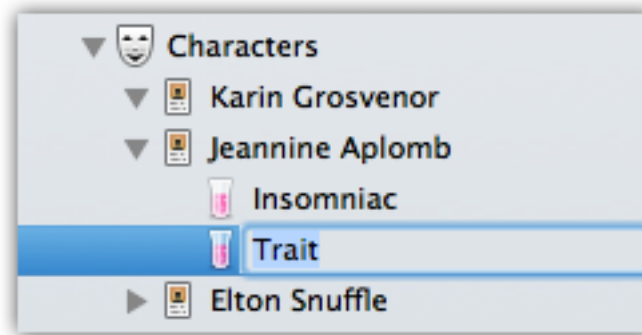 Characters
Karin Grosvenor
Jeannine Aplomb
Insomniac
Trait
Elton Snuffle